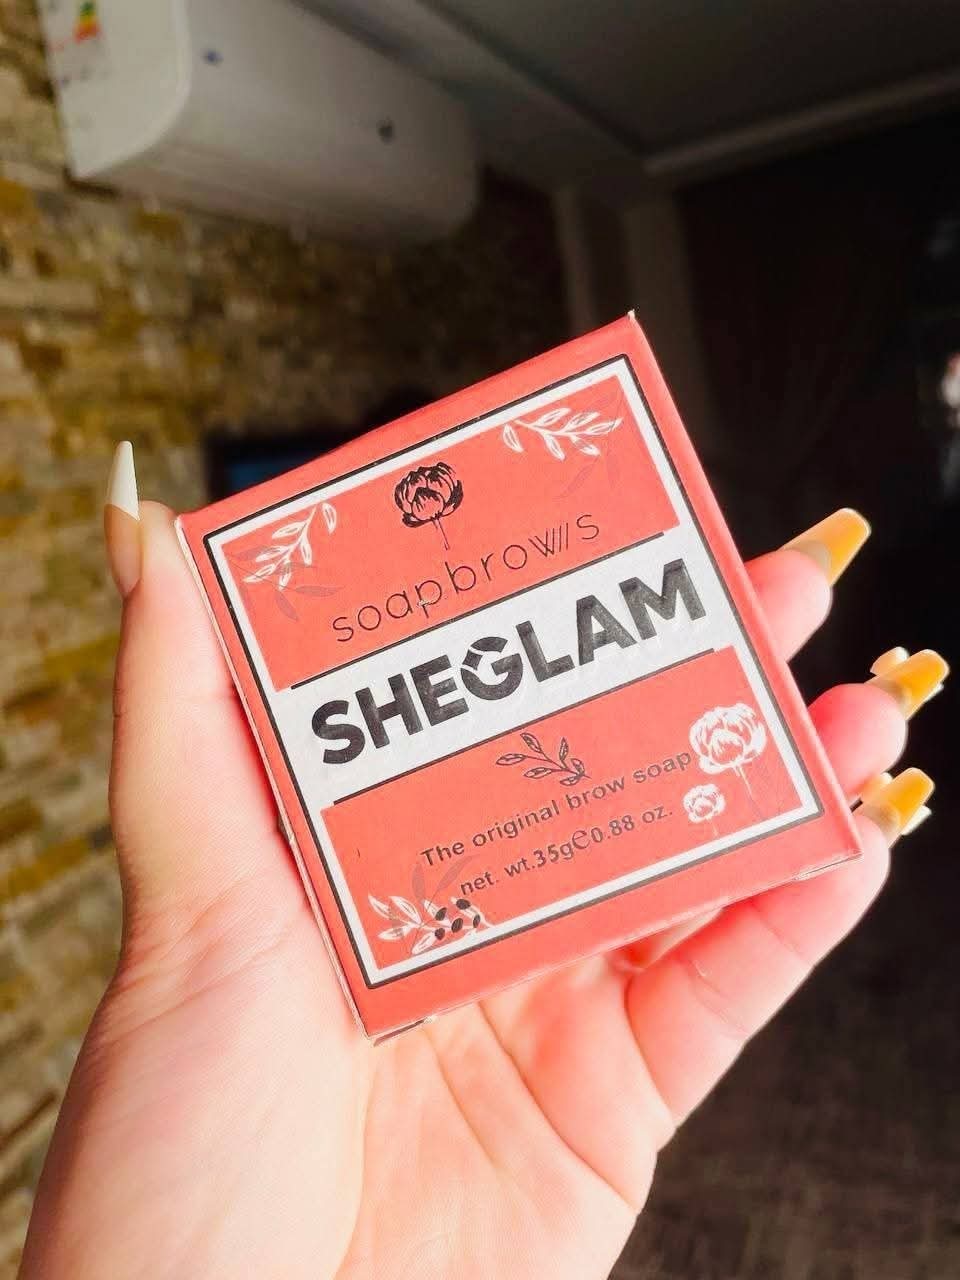 soapbrows
SHEGLAM
The original brow soap
net. wt.35g℮0.88 oz.